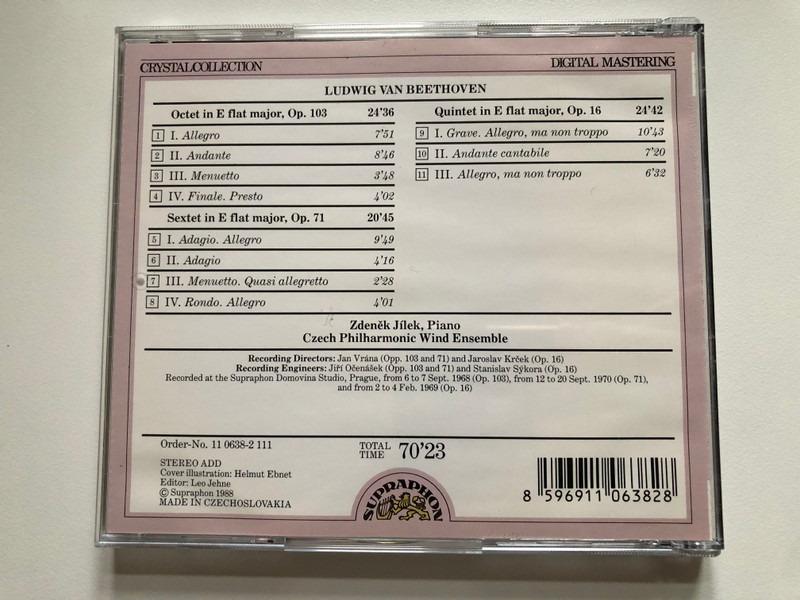 CRYSTALCOLLECTION
DIGITAL MASTERING
LUDWIG VAN BEETHOVEN
Octet in E flat major, Op. 103 24'36
1 I. Allegro 7'51
2 II. Andante 8'46
3 III. Menuetto 3'48
4 IV. Finale. Presto 4'02
Sextet in E flat major, Op. 71 20'45
5 I. Adagio. Allegro 9'49
6 II. Adagio 4'16
7 III. Menuetto. Quasi allegretto 2'28
8 IV. Rondo. Allegro 4'01
Quintet in E flat major, Op. 16 24'42
9 I. Grave. Allegro, ma non troppo 10'43
10 II. Andante cantabile 7'20
11 III. Allegro, ma non troppo 6'32
Zdeněk Jílek, Piano
Czech Philharmonic Wind Ensemble
Recording Directors: Jan Vrána (Opp. 103 and 71) and Jaroslav Krček (Op. 16)
Recording Engineers: Jiří Očenášek (Opp. 103 and 71) and Stanislav Sýkora (Op. 16)
Recorded at the Supraphon Domovina Studio, Prague, from 6 to 7 Sept. 1968 (Op. 103), from 12 to 20 Sept. 1970 (Op. 71),
and from 2 to 4 Feb. 1969 (Op. 16)
Order-No. 11 0638-2 111
STEREO ADD
Cover illustration: Helmut Ebnet
Editor: Leo Jehne
© Supraphon 1988
MADE IN CZECHOSLOVAKIA
TOTAL
TIME 70'23
SUPRAPHON
8 596911 063828